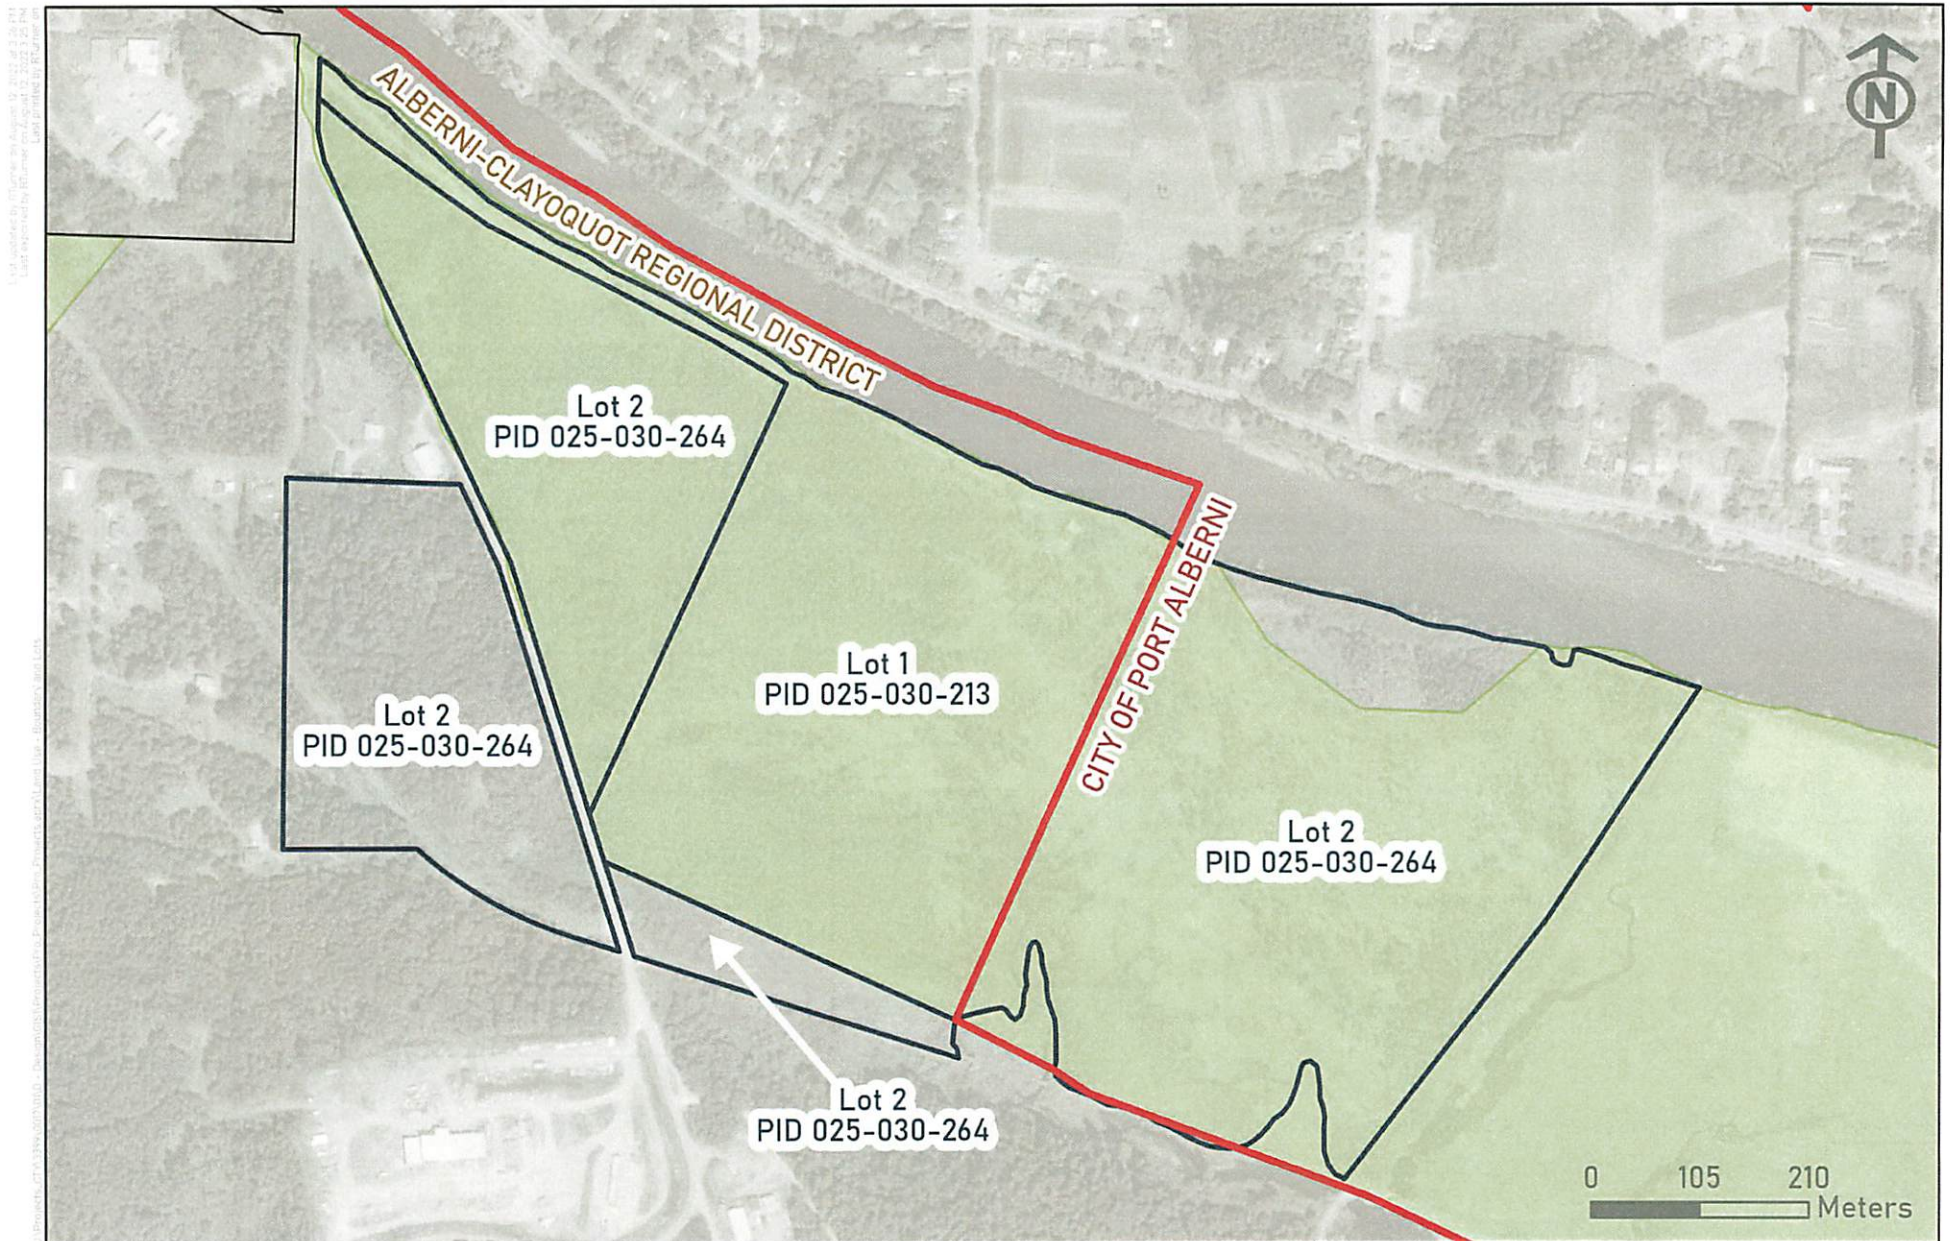 N
ALBERNI-CLAYOQUOT REGIONAL DISTRICT
Lot 2
PID 025-030-264
CITY OF PORT ALBERNI
Lot 1
PID 025-030-213
Lot 2
PID 025-030-264
Lot 2
PID 025-030-264
Lot 2
PID 025-030-264
0 105 210
Meters